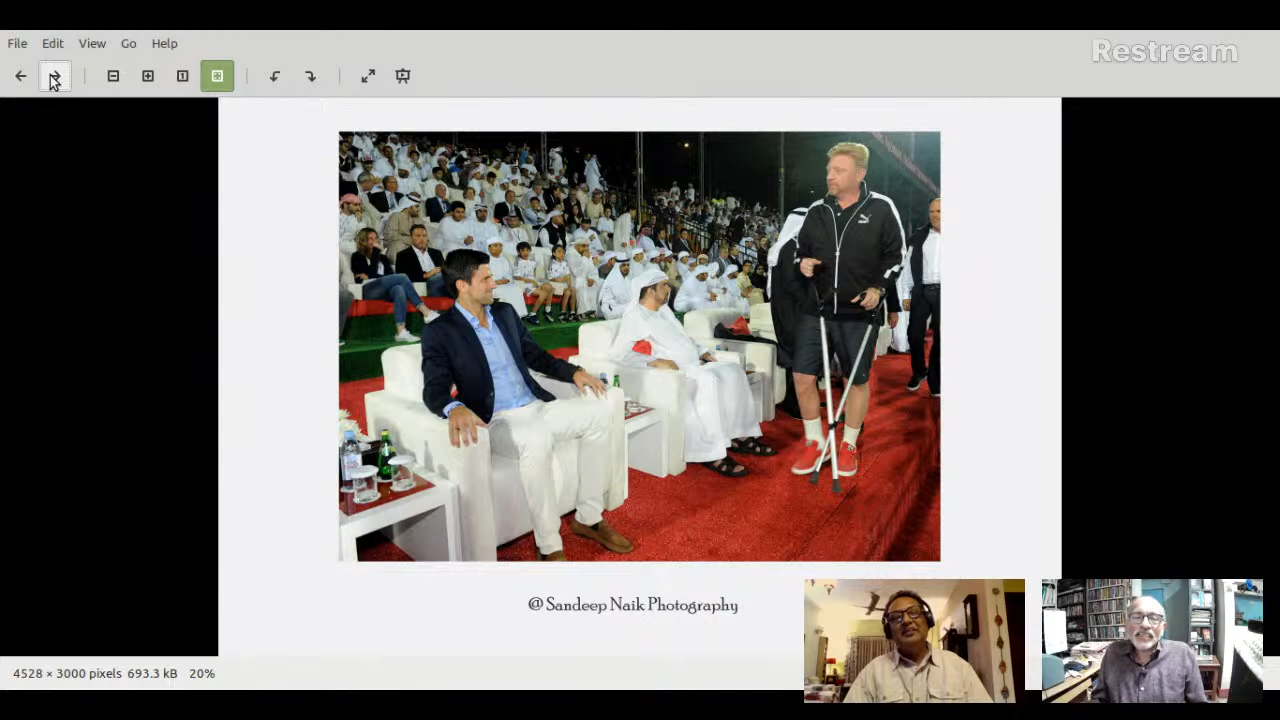 File Edit View Go Help
Restream
@ Sandeep Naik Photography
4528 × 3000 pixels 693.3 kB 20%